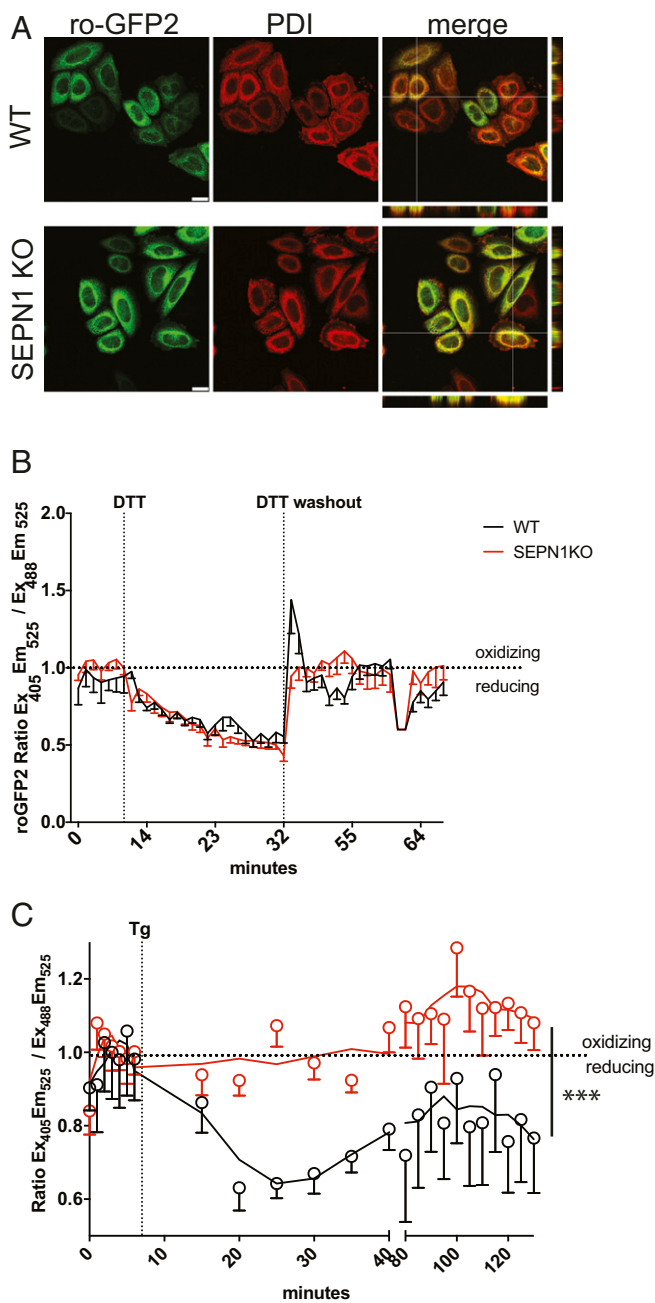 A
ro-GFP2 PDI merge
WT
SEPN1 KO
B
DTT DTT washout
WT
SEPN1KO
roGFP2 Ratio Ex405Em525 / Ex488Em525
2.0
1.5
1.0
0.5
0.0
oxidizing
reducing
0 14 23 32 55 64
minutes
C
Tg
Ratio Ex405Em525 / Ex488Em525
1.2
1.0
0.8
0.6
oxidizing
reducing
***
0 10 20 30 40 80 100 120
minutes